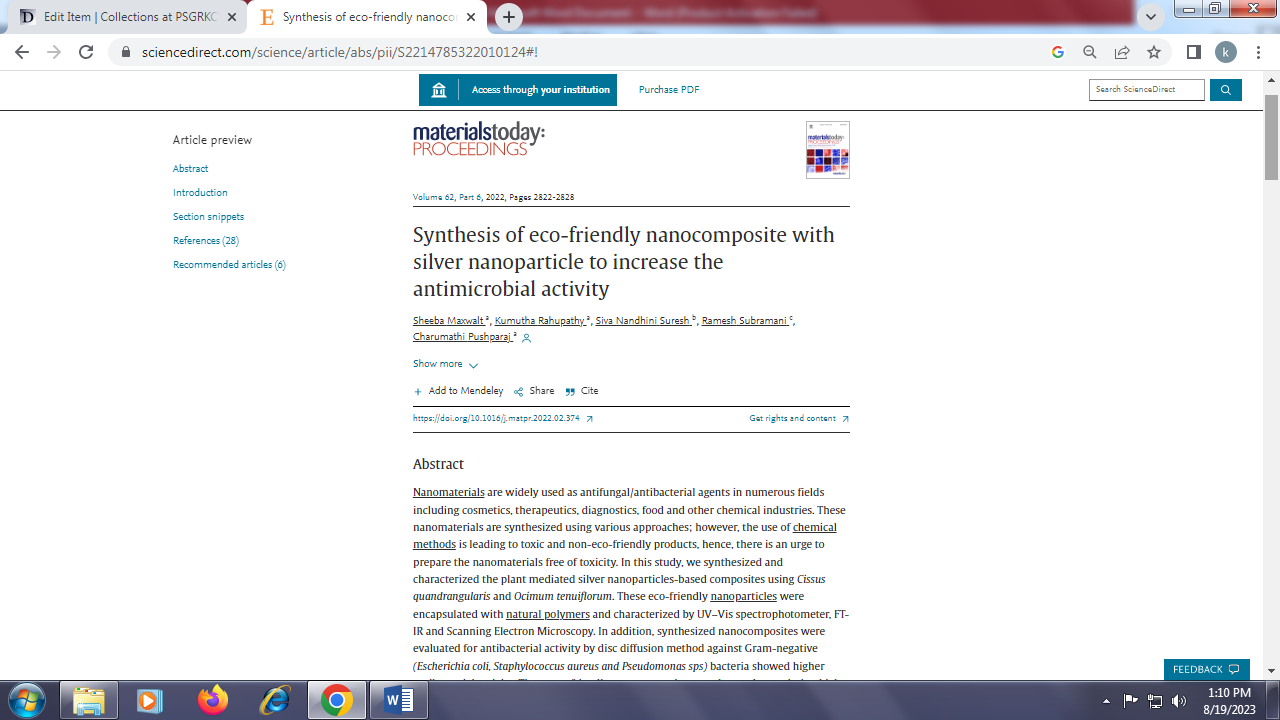 Edit Item | Collections at PSGRKC
Synthesis of eco-friendly nanocor
sciencedirect.com/science/article/abs/pii/S2214785322010124#!
k
Access through your institution
Purchase PDF
Search ScienceDirect
Article preview
Abstract
Introduction
Section snippets
References (28)
Recommended articles (6)
materialstoday:
PROCEEDINGS
Volume 62, Part 6, 2022, Pages 2822-2828
Synthesis of eco-friendly nanocomposite with
silver nanoparticle to increase the
antimicrobial activity
Sheeba Maxwalt a, Kumutha Rahupathy a, Siva Nandhini Suresh b, Ramesh Subramani c,
Charumathi Pushparaj a
Show more
Add to Mendeley Share Cite
https://doi.org/10.1016/j.matpr.2022.02.374
Get rights and content
Abstract
Nanomaterials are widely used as antifungal/antibacterial agents in numerous fields
including cosmetics, therapeutics, diagnostics, food and other chemical industries. These
nanomaterials are synthesized using various approaches; however, the use of chemical
methods is leading to toxic and non-eco-friendly products, hence, there is an urge to
prepare the nanomaterials free of toxicity. In this study, we synthesized and
characterized the plant mediated silver nanoparticles-based composites using Cissus
quandrangularis and Ocimum tenuiflorum. These eco-friendly nanoparticles were
encapsulated with natural polymers and characterized by UV–Vis spectrophotometer, FT-
IR and Scanning Electron Microscopy. In addition, synthesized nanocomposites were
evaluated for antibacterial activity by disc diffusion method against Gram-negative
(Escherichia coli, Staphylococcus aureus and Pseudomonas sps) bacteria showed higher
FEEDBACK
1:10 PM
8/19/2023